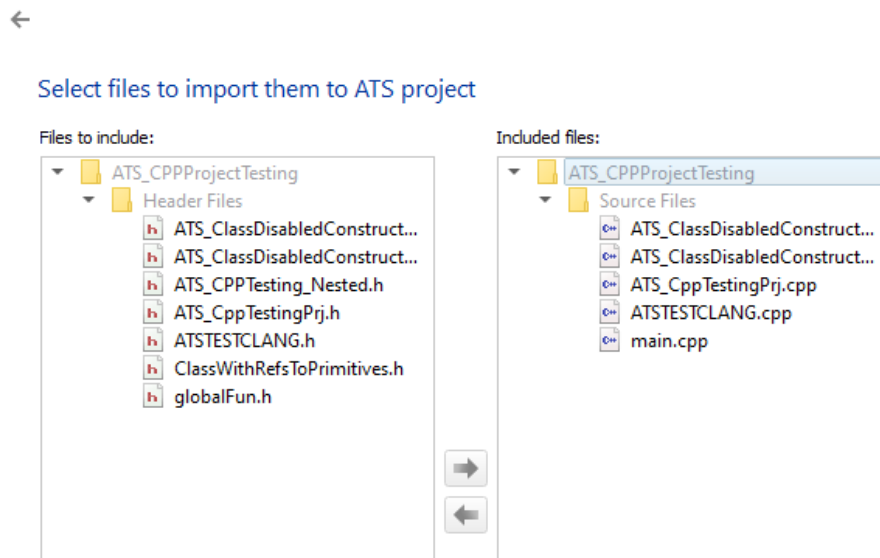 Select files to import them to ATS project
Files to include:
ATS_CPPProjectTesting
Header Files
ATS_ClassDisabledConstruct...
ATS_ClassDisabledConstruct...
ATS_CPPTesting_Nested.h
ATS_CppTestingPrj.h
ATSTESTCLANG.h
ClassWithRefsToPrimitives.h
globalFun.h
Included files:
ATS_CPPProjectTesting
Source Files
ATS_ClassDisabledConstruct...
ATS_ClassDisabledConstruct...
ATS_CppTestingPrj.cpp
ATSTESTCLANG.cpp
main.cpp